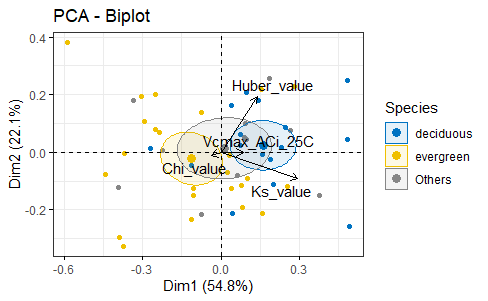 PCA - Biplot
0.4
0.2
0.0
-0.2
Dim2 (22.1%)
Huber_value
Vcmax_ACi_25C
Chl_value
Ks_value
-0.6
-0.3
0.0
0.3
Dim1 (54.8%)
Species
deciduous
evergreen
Others